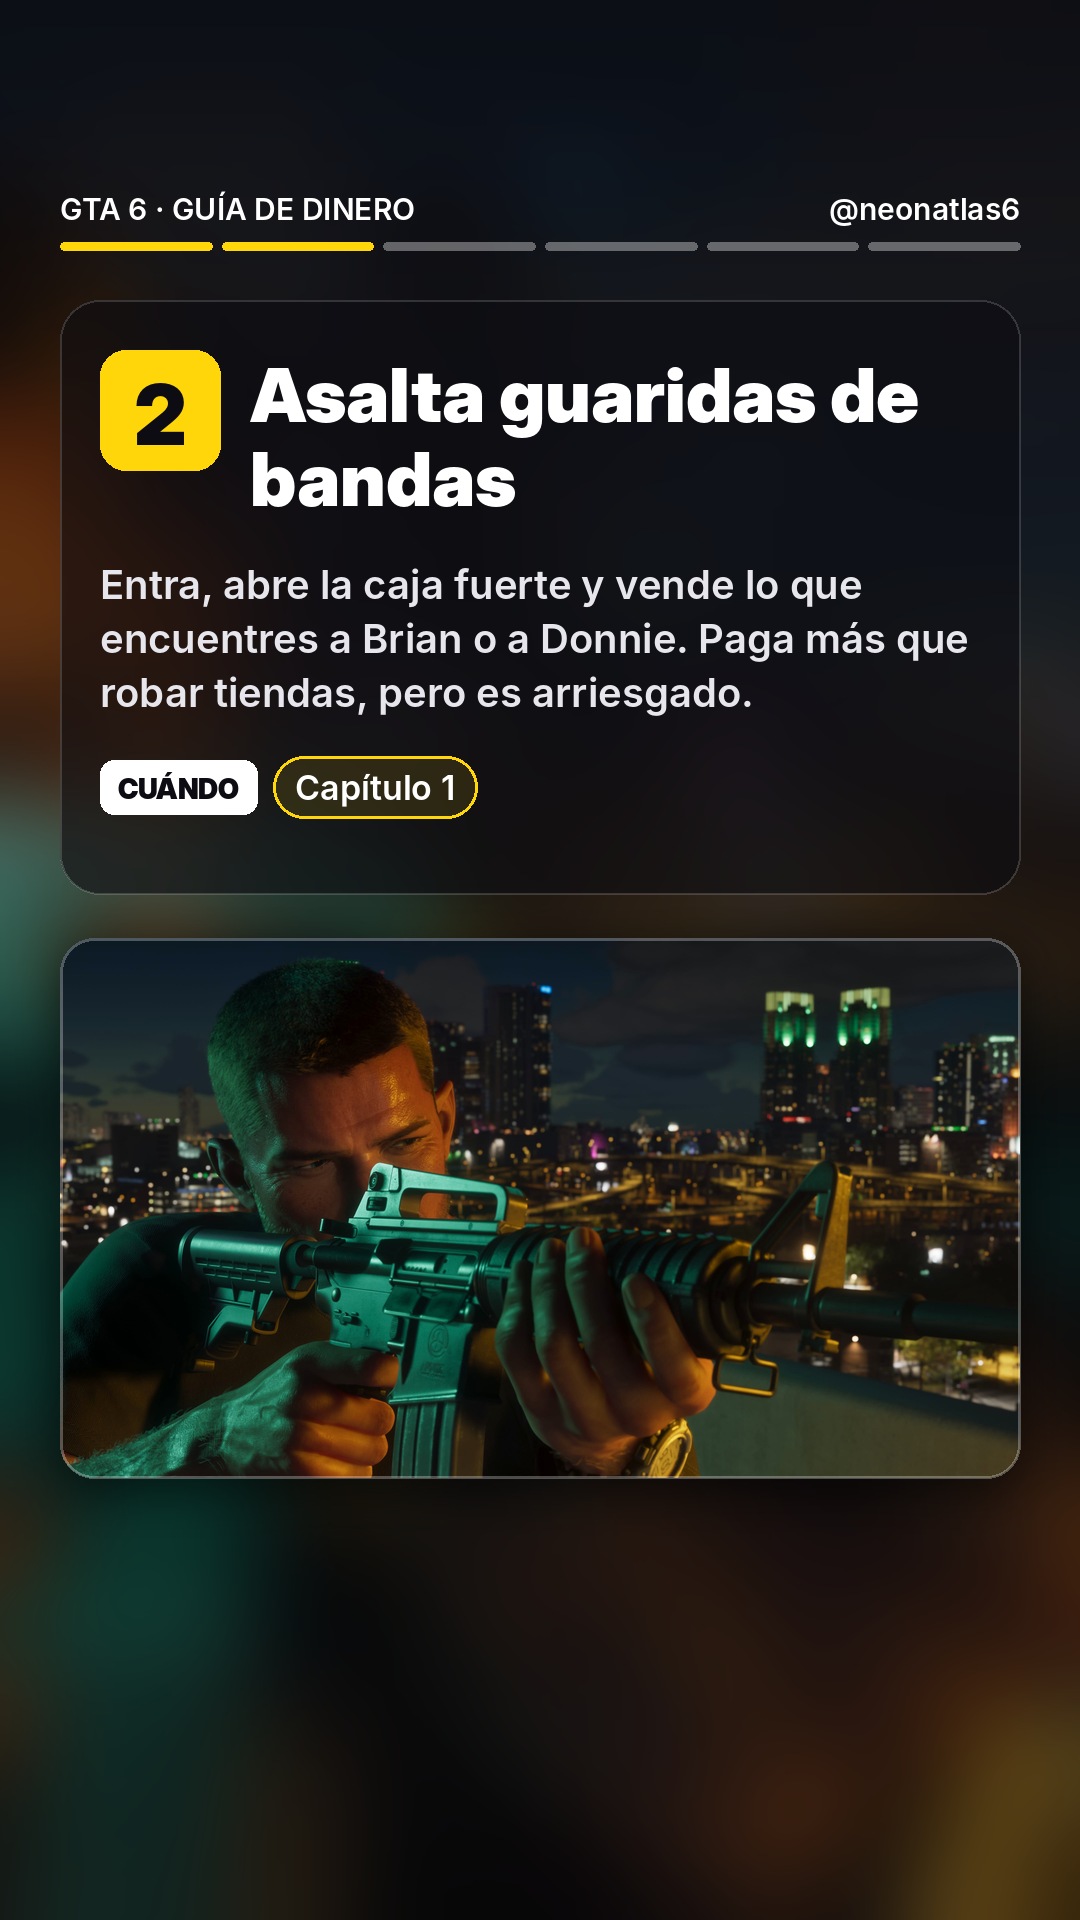 GTA 6 · GUÍA DE DINERO
@neonatlas6
2
Asalta guaridas de
bandas
Entra, abre la caja fuerte y vende lo que
encuentres a Brian o a Donnie. Paga más que
robar tiendas, pero es arriesgado.
CUÁNDO
Capítulo 1